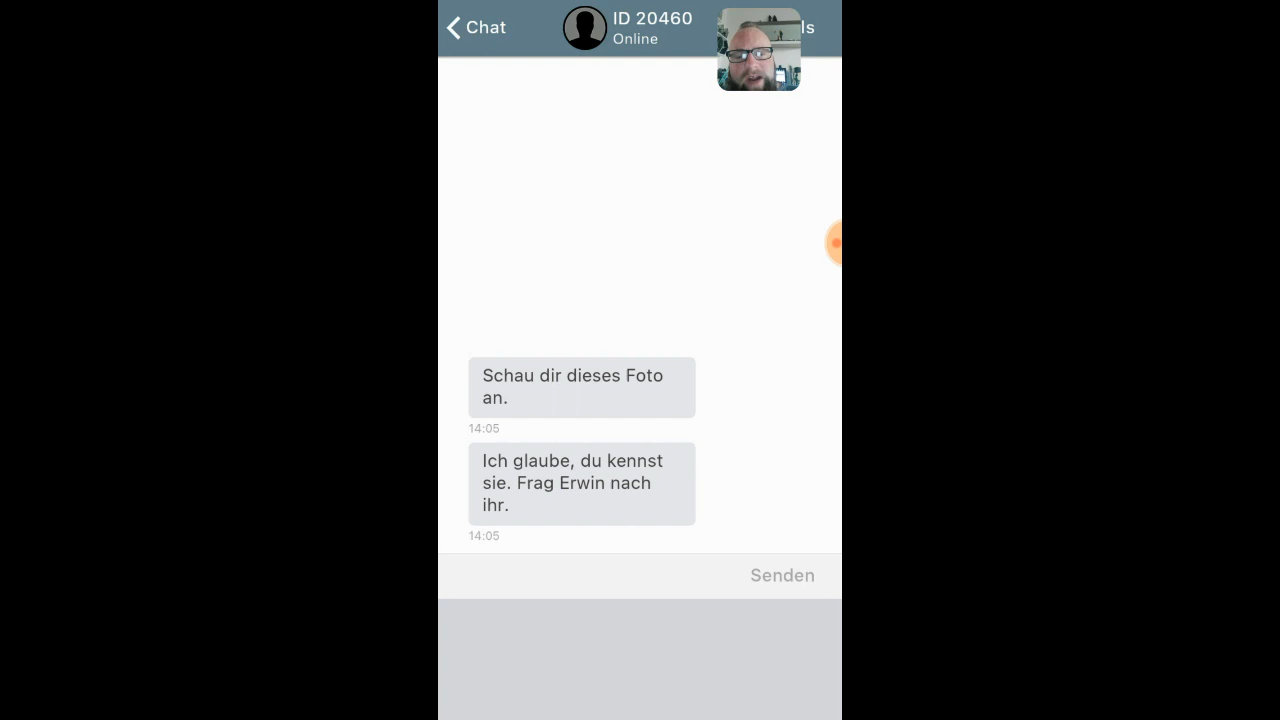 Chat
ID 20460
Online
ls
Schau dir dieses Foto
an.
14:05
Ich glaube, du kennst
sie. Frag Erwin nach
ihr.
14:05
Senden